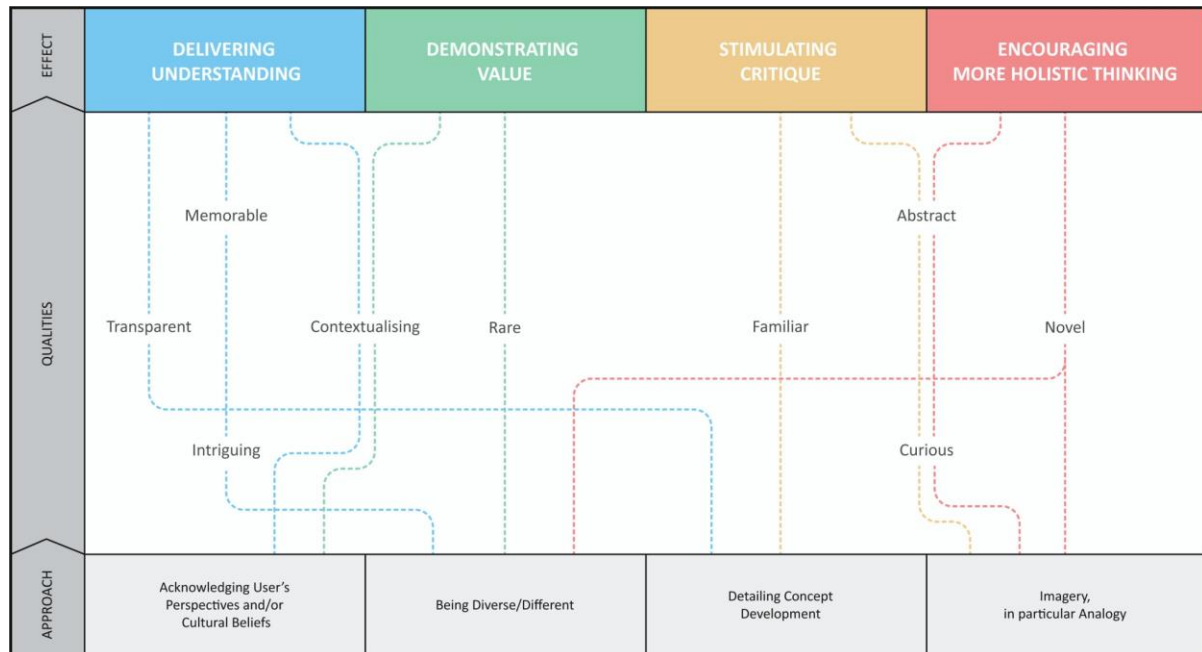 EFFECT
DELIVERING
UNDERSTANDING
DEMONSTRATING
VALUE
STIMULATING
CRITIQUE
ENCOURAGING
MORE HOLISTIC THINKING
QUALITIES
Memorable
Abstract
Transparent
Contextualising
Rare
Familiar
Novel
Intriguing
Curious
APPROACH
Acknowledging User’s
Perspectives and/or
Cultural Beliefs
Being Diverse/Different
Detailing Concept
Development
Imagery,
in particular Analogy